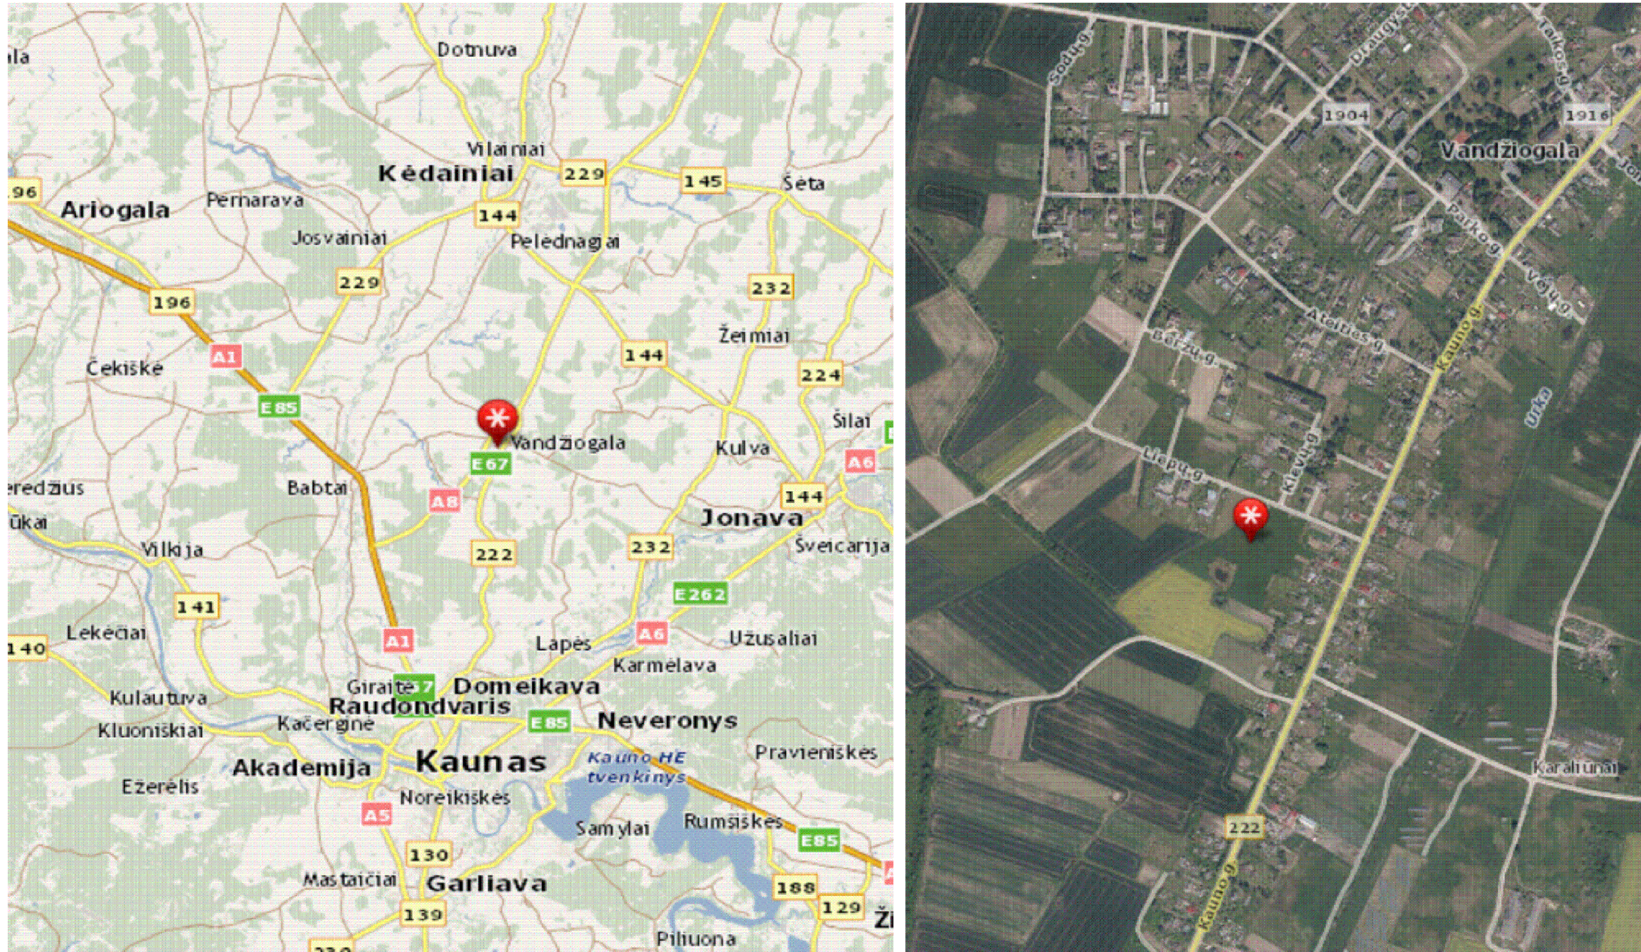 Dotnuva
Vilainiai
Kėdainiai
229
145
Šėta
Pernarava
Ariogala
144
Josvainiai
Pelėdnagiai
229
232
196
Žeimiai
144
A1
Čekiškė
224
E85
Šilai
Vandžiogala
Kulva
A6
E67
Babtai
A8
144
Jonava
Šveicarija
232
222
Vilkija
E262
141
Lekėčiai
A1
A6
Lapės
Užusaliai
140
Karmėlava
Giraitė
Domeikava
Kulautuva
Raudondvaris
Kačerginė
E85
Neveronys
Kluoniškiai
Kaunas
Kauno HE
tvenkinys
Pravieniškės
Akademija
Ežerėlis
Noreikiškės
A5
Samylai
Rumšiškės
E85
130
Mastaičiai
Garliava
188
129
139
Piliuona
Sodų g.
Taikos g.
1904
1916
Vandžiogala
Parko g.
Vėjų g.
Ateities g.
Kauno g.
Beržų g.
Urka
Liepų g.
Klevų g.
Karaliūnai
222
Kauno g.